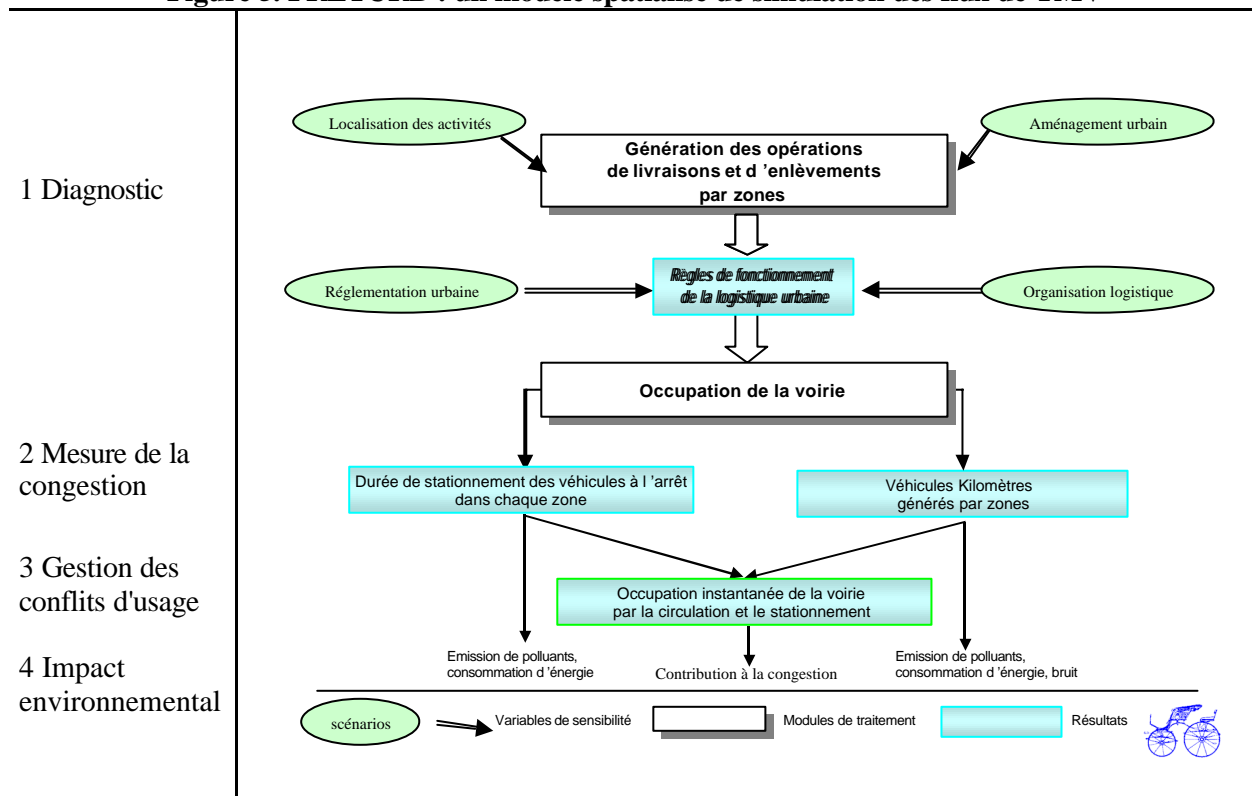 1 Diagnostic
Localisation des activités
Aménagement urbain
Génération des opérations
de livraisons et d 'enlèvements
par zones
Réglementation urbaine
Règles de fonctionnement
de la logistique urbaine
Organisation logistique
Occupation de la voirie
2 Mesure de la
congestion
Durée de stationnement des véhicules à l 'arrêt
dans chaque zone
Véhicules Kilomètres
générés par zones
3 Gestion des
conflits d'usage
Occupation instantanée de la voirie
par la circulation et le stationnement
4 Impact
environnemental
Emission de polluants,
consommation d 'énergie
Contribution à la congestion
Emission de polluants,
consommation d 'énergie, bruit
scénarios
Variables de sensibilité
Modules de traitement
Résultats